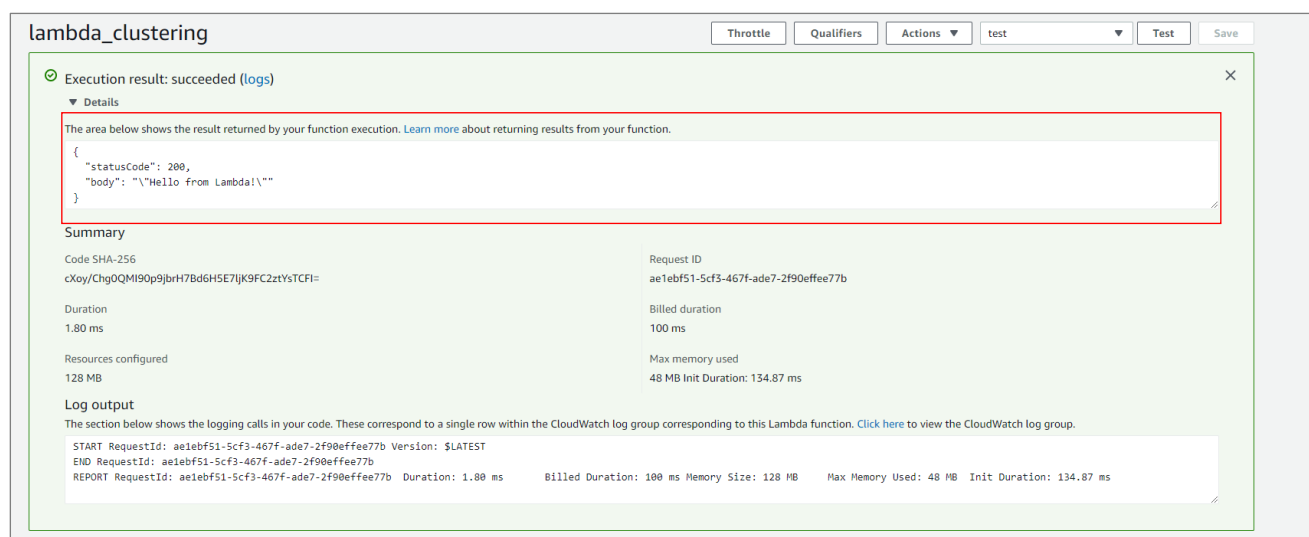 lambda_clustering
Throttle Qualifiers Actions ▼ test ▼ Test Save
Execution result: succeeded (logs)
▼ Details
The area below shows the result returned by your function execution. Learn more about returning results from your function.
{
"statusCode": 200,
"body": "\"Hello from Lambda!\""
}
Summary
Code SHA-256
cXoy/Chg0QMI90p9jbrH7Bd6H5E7ljK9FC2ztYsTCFI=
Request ID
ae1ebf51-5cf3-467f-ade7-2f90effee77b
Duration
1.80 ms
Billed duration
100 ms
Resources configured
128 MB
Max memory used
48 MB Init Duration: 134.87 ms
Log output
The section below shows the logging calls in your code. These correspond to a single row within the CloudWatch log group corresponding to this Lambda function. Click here to view the CloudWatch log group.
START RequestId: ae1ebf51-5cf3-467f-ade7-2f90effee77b Version: $LATEST
END RequestId: ae1ebf51-5cf3-467f-ade7-2f90effee77b
REPORT RequestId: ae1ebf51-5cf3-467f-ade7-2f90effee77b Duration: 1.80 ms Billed Duration: 100 ms Memory Size: 128 MB Max Memory Used: 48 MB Init Duration: 134.87 ms